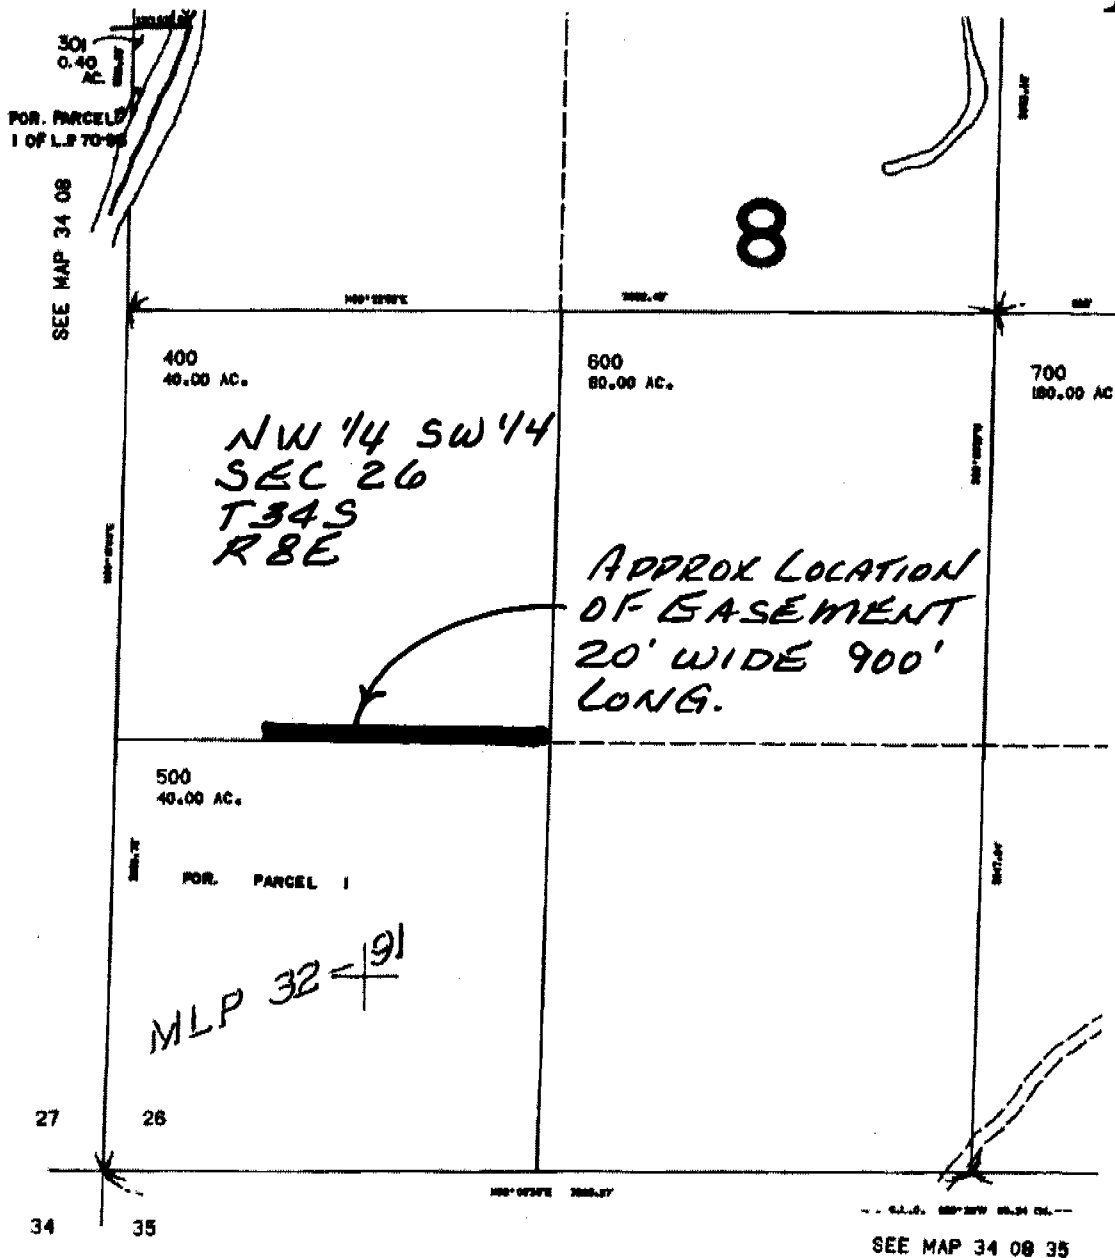 301
0.40
AC.
POR. PARCEL
1 OF L.P 70-
SEE MAP 34 08
8
400
40.00 AC.
600
80.00 AC.
700
160.00 AC
NW 1/4 SW 1/4
SEC 26
T34S
R8E
APPROX LOCATION
OF EASEMENT
20' WIDE 900'
LONG.
500
40.00 AC.
POR. PARCEL 1
MLP 32-91
27 26
34 35
SEE MAP 34 08 35